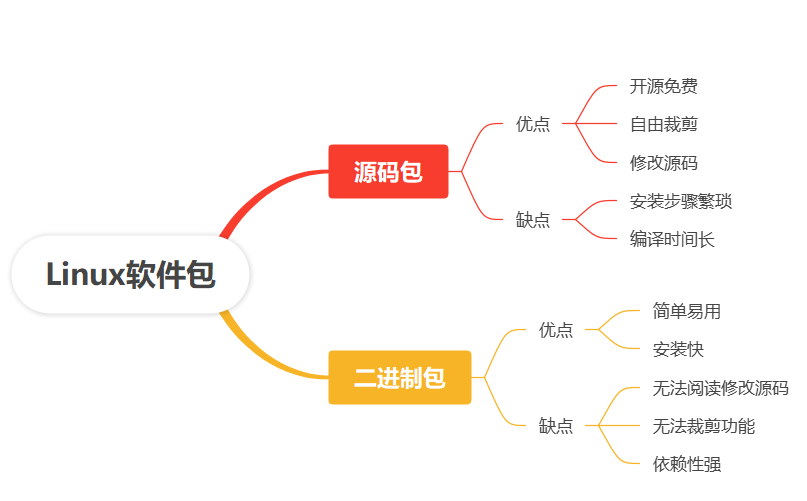 Linux软件包
源码包
优点
开源免费
自由裁剪
修改源码
缺点
安装步骤繁琐
编译时间长
二进制包
优点
简单易用
安装快
缺点
无法阅读修改源码
无法裁剪功能
依赖性强